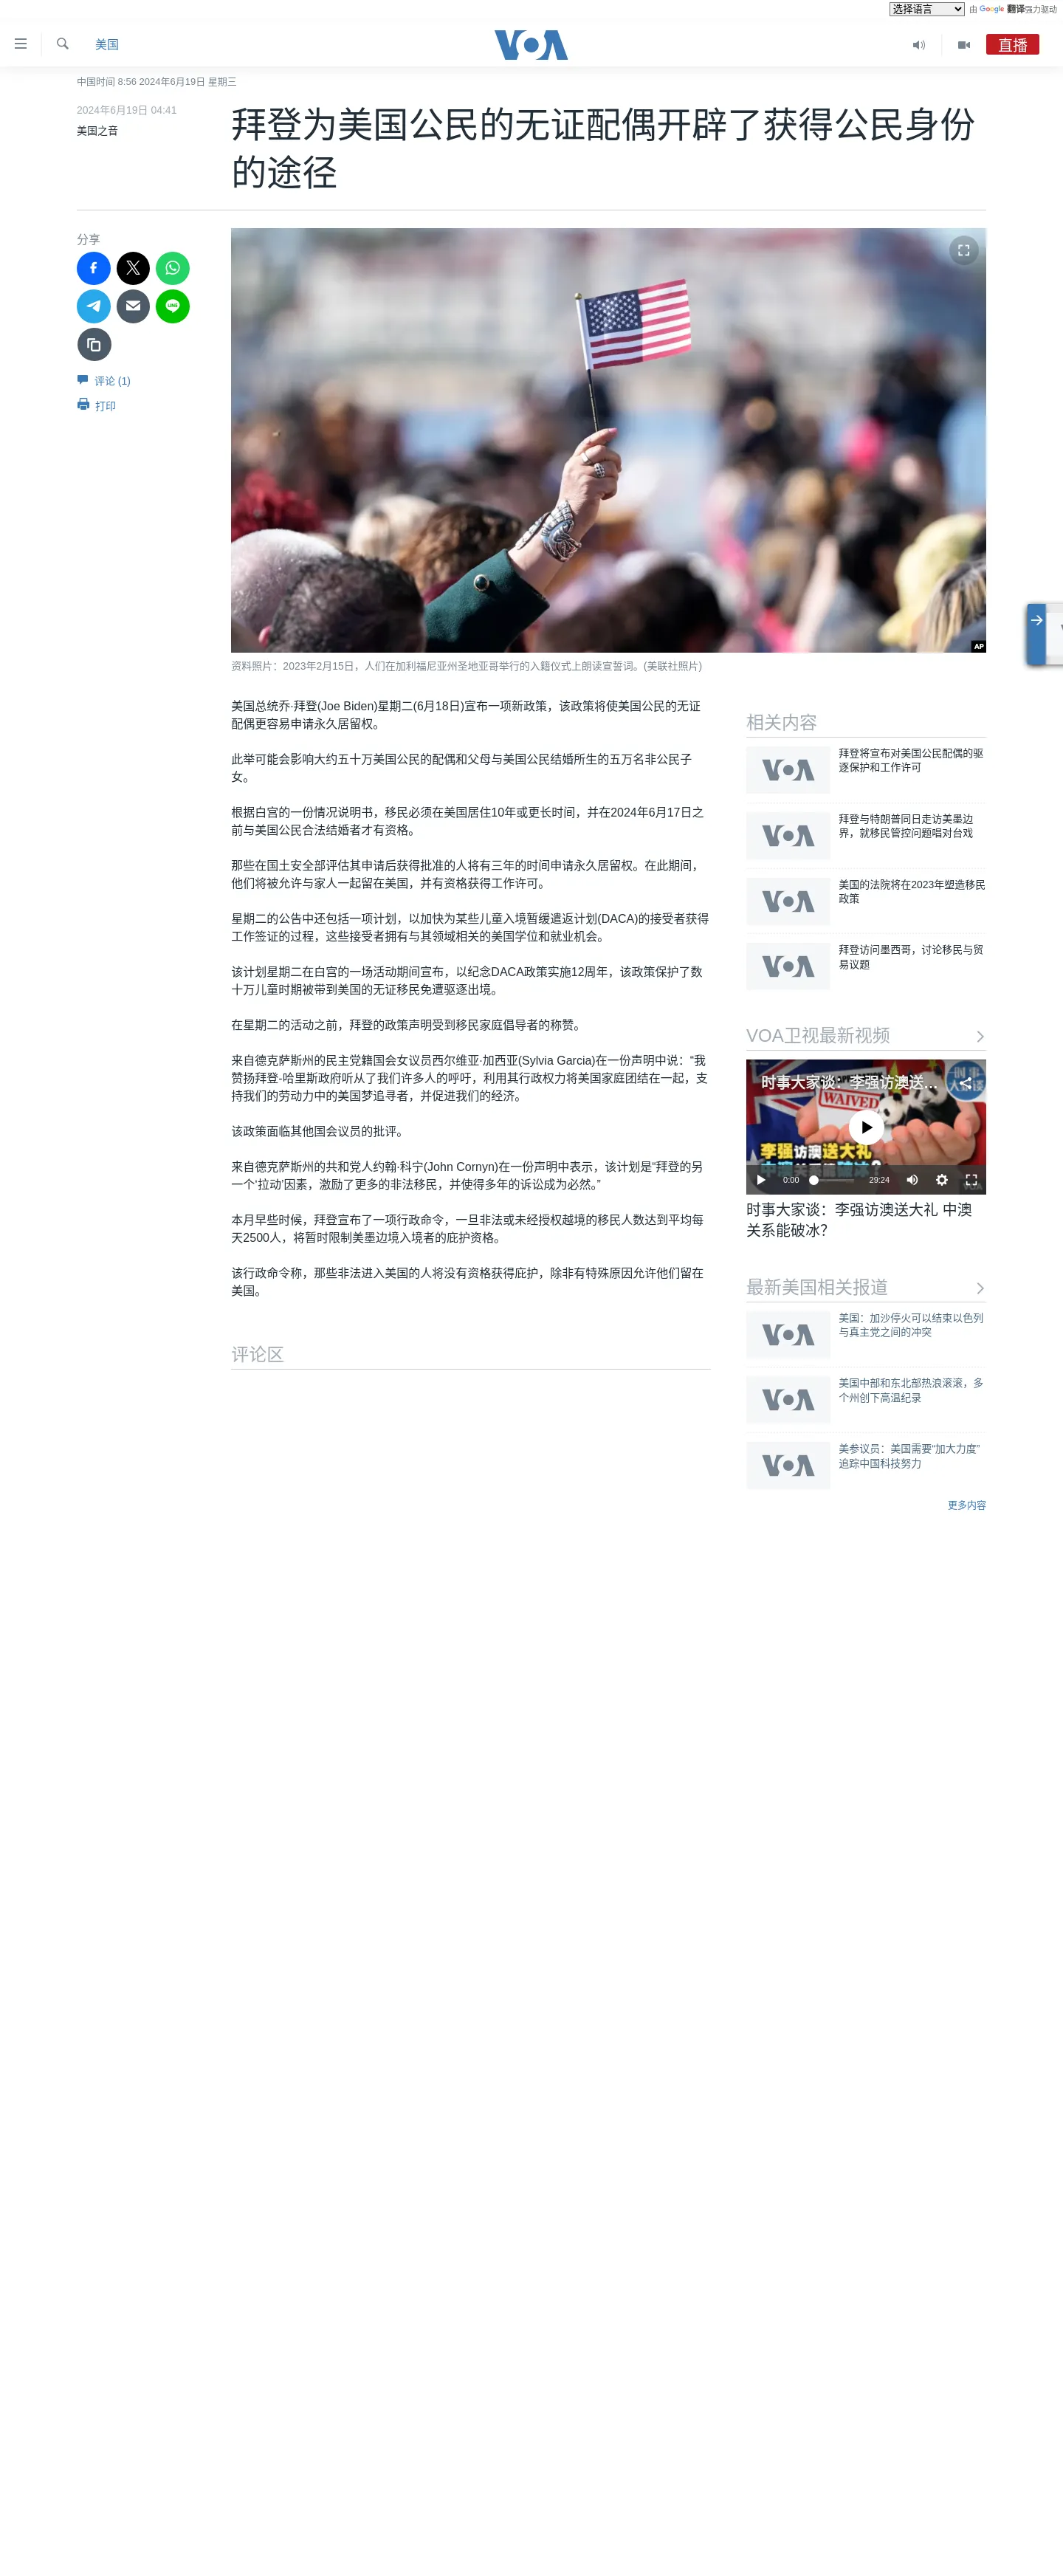 选择语言
由 Google 翻译强力驱动
美国
VOA
直播
中国时间 8:56 2024年6月19日 星期三
2024年6月19日 04:41
美国之音
拜登为美国公民的无证配偶开辟了获得公民身份
的途径
分享
LINE
评论 (1)
打印
AP
资料照片：2023年2月15日，人们在加利福尼亚州圣地亚哥举行的入籍仪式上朗读宣誓词。(美联社照片)
美国总统乔·拜登(Joe Biden)星期二(6月18日)宣布一项新政策，该政策将使美国公民的无证
配偶更容易申请永久居留权。
此举可能会影响大约五十万美国公民的配偶和父母与美国公民结婚所生的五万名非公民子
女。
根据白宫的一份情况说明书，移民必须在美国居住10年或更长时间，并在2024年6月17日之
前与美国公民合法结婚者才有资格。
那些在国土安全部评估其申请后获得批准的人将有三年的时间申请永久居留权。在此期间，
他们将被允许与家人一起留在美国，并有资格获得工作许可。
星期二的公告中还包括一项计划，以加快为某些儿童入境暂缓遣返计划(DACA)的接受者获得
工作签证的过程，这些接受者拥有与其领域相关的美国学位和就业机会。
该计划星期二在白宫的一场活动期间宣布，以纪念DACA政策实施12周年，该政策保护了数
十万儿童时期被带到美国的无证移民免遭驱逐出境。
在星期二的活动之前，拜登的政策声明受到移民家庭倡导者的称赞。
来自德克萨斯州的民主党籍国会女议员西尔维亚·加西亚(Sylvia Garcia)在一份声明中说：“我
赞扬拜登-哈里斯政府听从了我们许多人的呼吁，利用其行政权力将美国家庭团结在一起，支
持我们的劳动力中的美国梦追寻者，并促进我们的经济。
该政策面临其他国会议员的批评。
来自德克萨斯州的共和党人约翰·科宁(John Cornyn)在一份声明中表示，该计划是“拜登的另
一个‘拉动’因素，激励了更多的非法移民，并使得多年的诉讼成为必然。”
本月早些时候，拜登宣布了一项行政命令，一旦非法或未经授权越境的移民人数达到平均每
天2500人，将暂时限制美墨边境入境者的庇护资格。
该行政命令称，那些非法进入美国的人将没有资格获得庇护，除非有特殊原因允许他们留在
美国。
评论区
相关内容
VOA
拜登将宣布对美国公民配偶的驱
逐保护和工作许可
VOA
拜登与特朗普同日走访美墨边
界，就移民管控问题唱对台戏
VOA
美国的法院将在2023年塑造移民
政策
VOA
拜登访问墨西哥，讨论移民与贸
易议题
VOA卫视最新视频
时事大家谈：李强访澳送…
时事
大家谈
WAIVED
李强访澳送大礼
中澳关系能破冰？
0:00
29:24
时事大家谈：李强访澳送大礼 中澳
关系能破冰？
最新美国相关报道
VOA
美国：加沙停火可以结束以色列
与真主党之间的冲突
VOA
美国中部和东北部热浪滚滚，多
个州创下高温纪录
VOA
美参议员：美国需要“加大力度”
追踪中国科技努力
更多内容